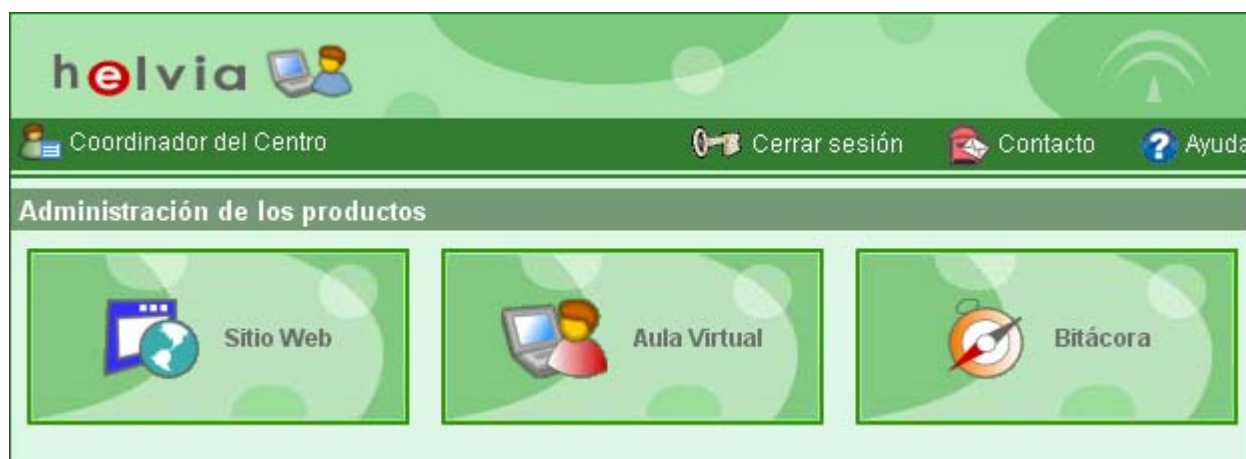 helvia
Coordinador del Centro Cerrar sesión Contacto Ayuda
Administración de los productos
Sitio Web Aula Virtual Bitácora